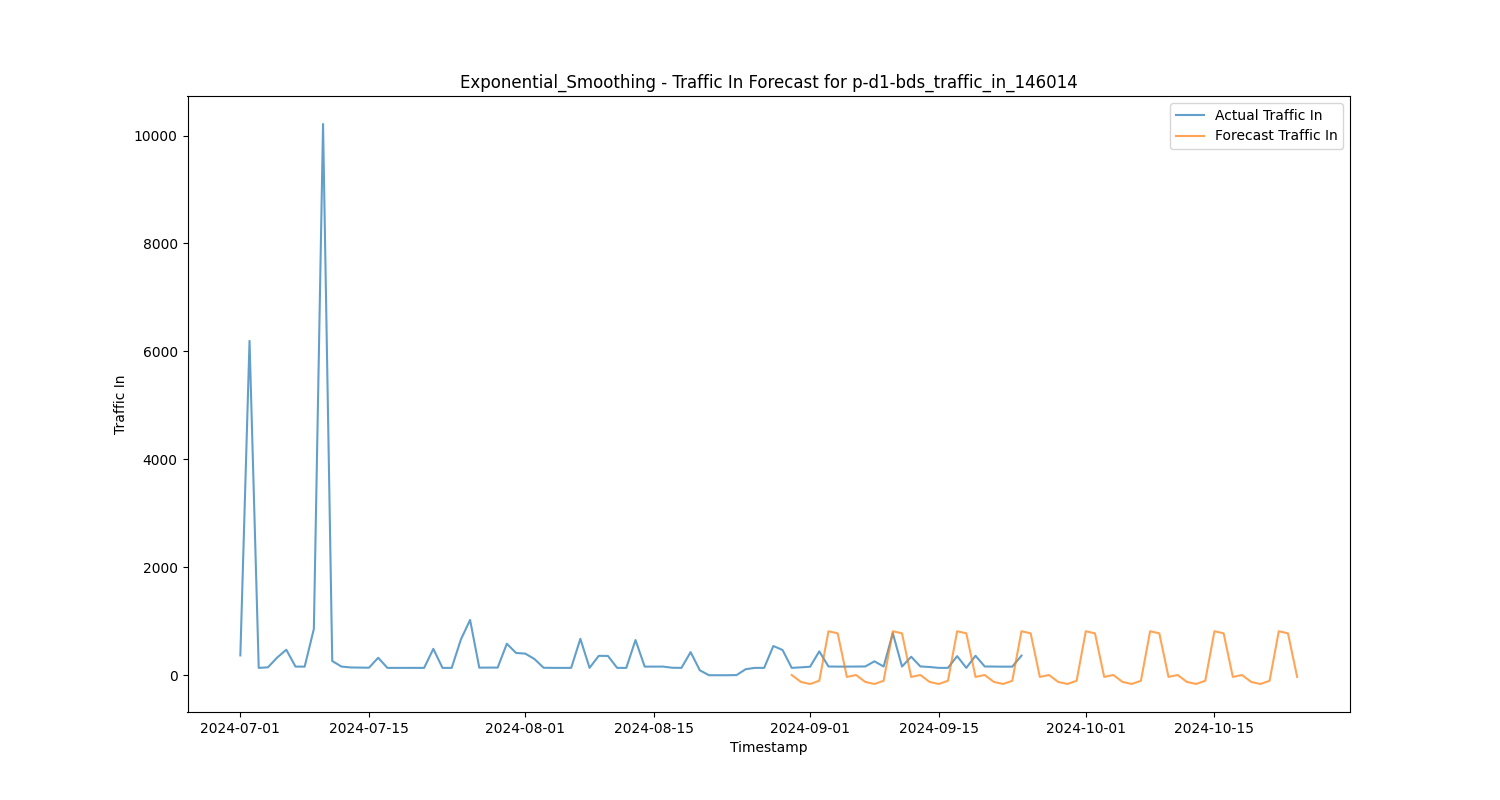 Exponential_Smoothing - Traffic In Forecast for p-d1-bds_traffic_in_146014
Actual Traffic In
Forecast Traffic In
10000
8000
6000
4000
2000
0
Traffic In
2024-07-01 2024-07-15 2024-08-01 2024-08-15 2024-09-01 2024-09-15 2024-10-01 2024-10-15
Timestamp